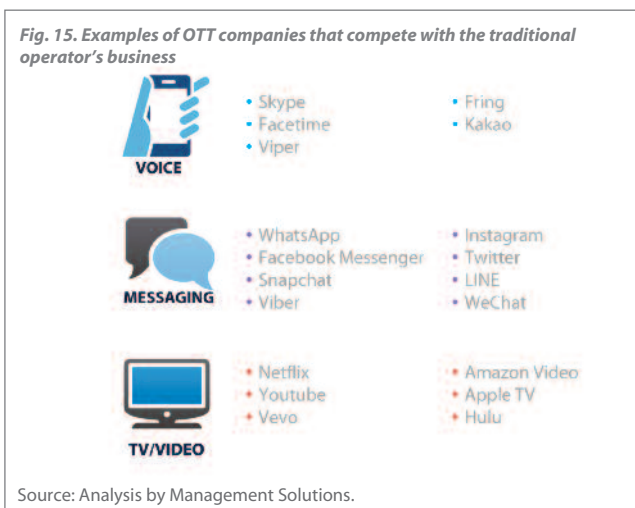 Fig. 15. Examples of OTT companies that compete with the traditional
operator’s business
VOICE
• Skype
• Facetime
• Viper
• Fring
• Kakao
MESSAGING
• WhatsApp
• Facebook Messenger
• Snapchat
• Viber
• Instagram
• Twitter
• LINE
• WeChat
TV/VIDEO
• Netflix
• Youtube
• Vevo
• Amazon Video
• Apple TV
• Hulu
Source: Analysis by Management Solutions.